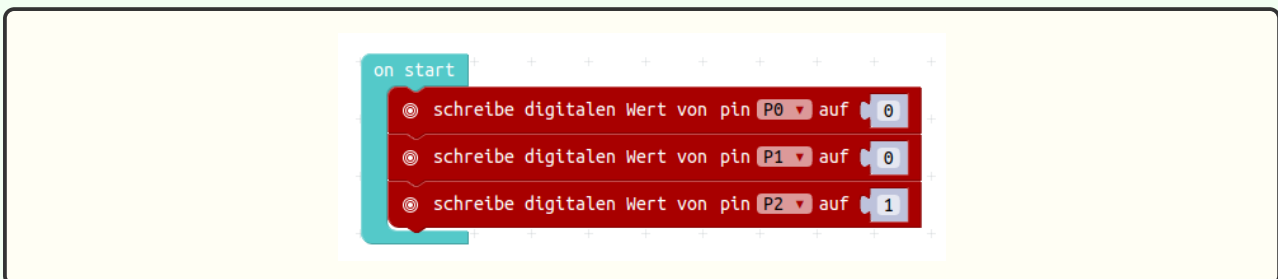 on start
schreibe digitalen Wert von pin P0 auf 0
schreibe digitalen Wert von pin P1 auf 0
schreibe digitalen Wert von pin P2 auf 1